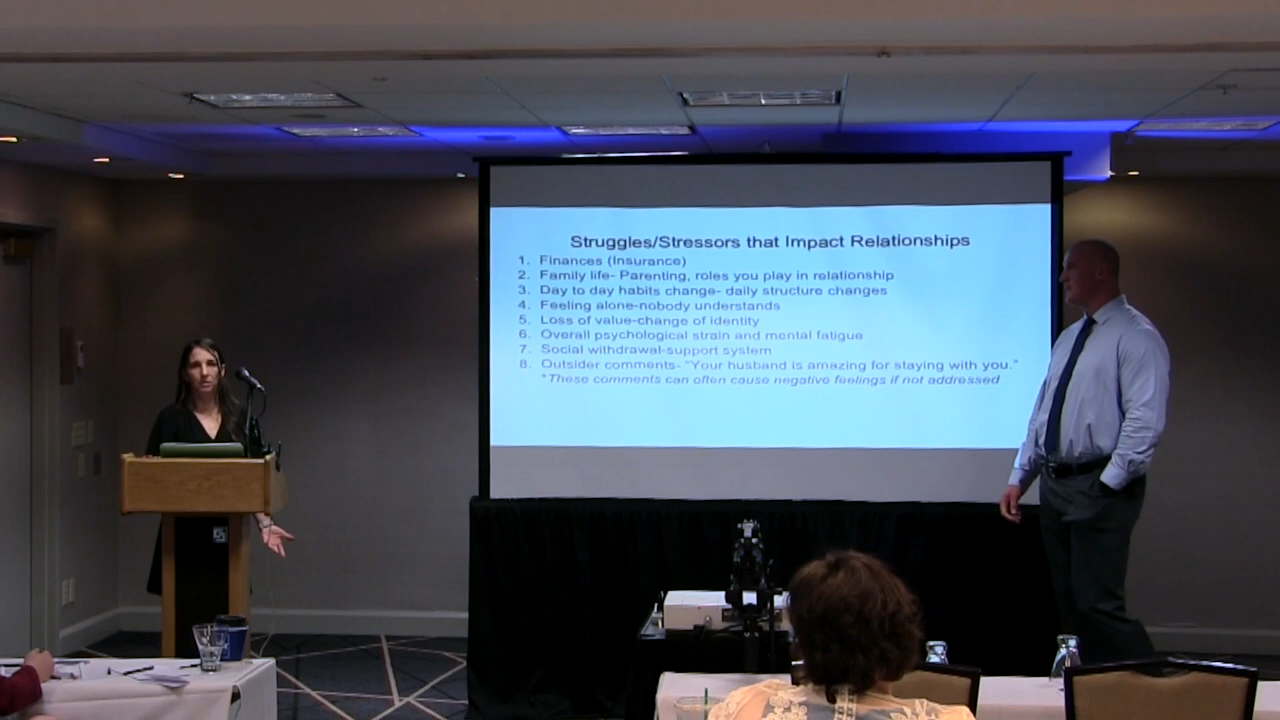 Struggles/Stressors that Impact Relationships
1. Finances (Insurance)
2. Family life- Parenting, roles you play in relationship
3. Day to day habits change- daily structure changes
4. Feeling alone-nobody understands
5. Loss of value-change of identity
6. Overall psychological strain and mental fatigue
7. Social withdrawal-support system
8. Outsider comments- "Your husband is amazing for staying with you."
*These comments can often cause negative feelings if not addressed